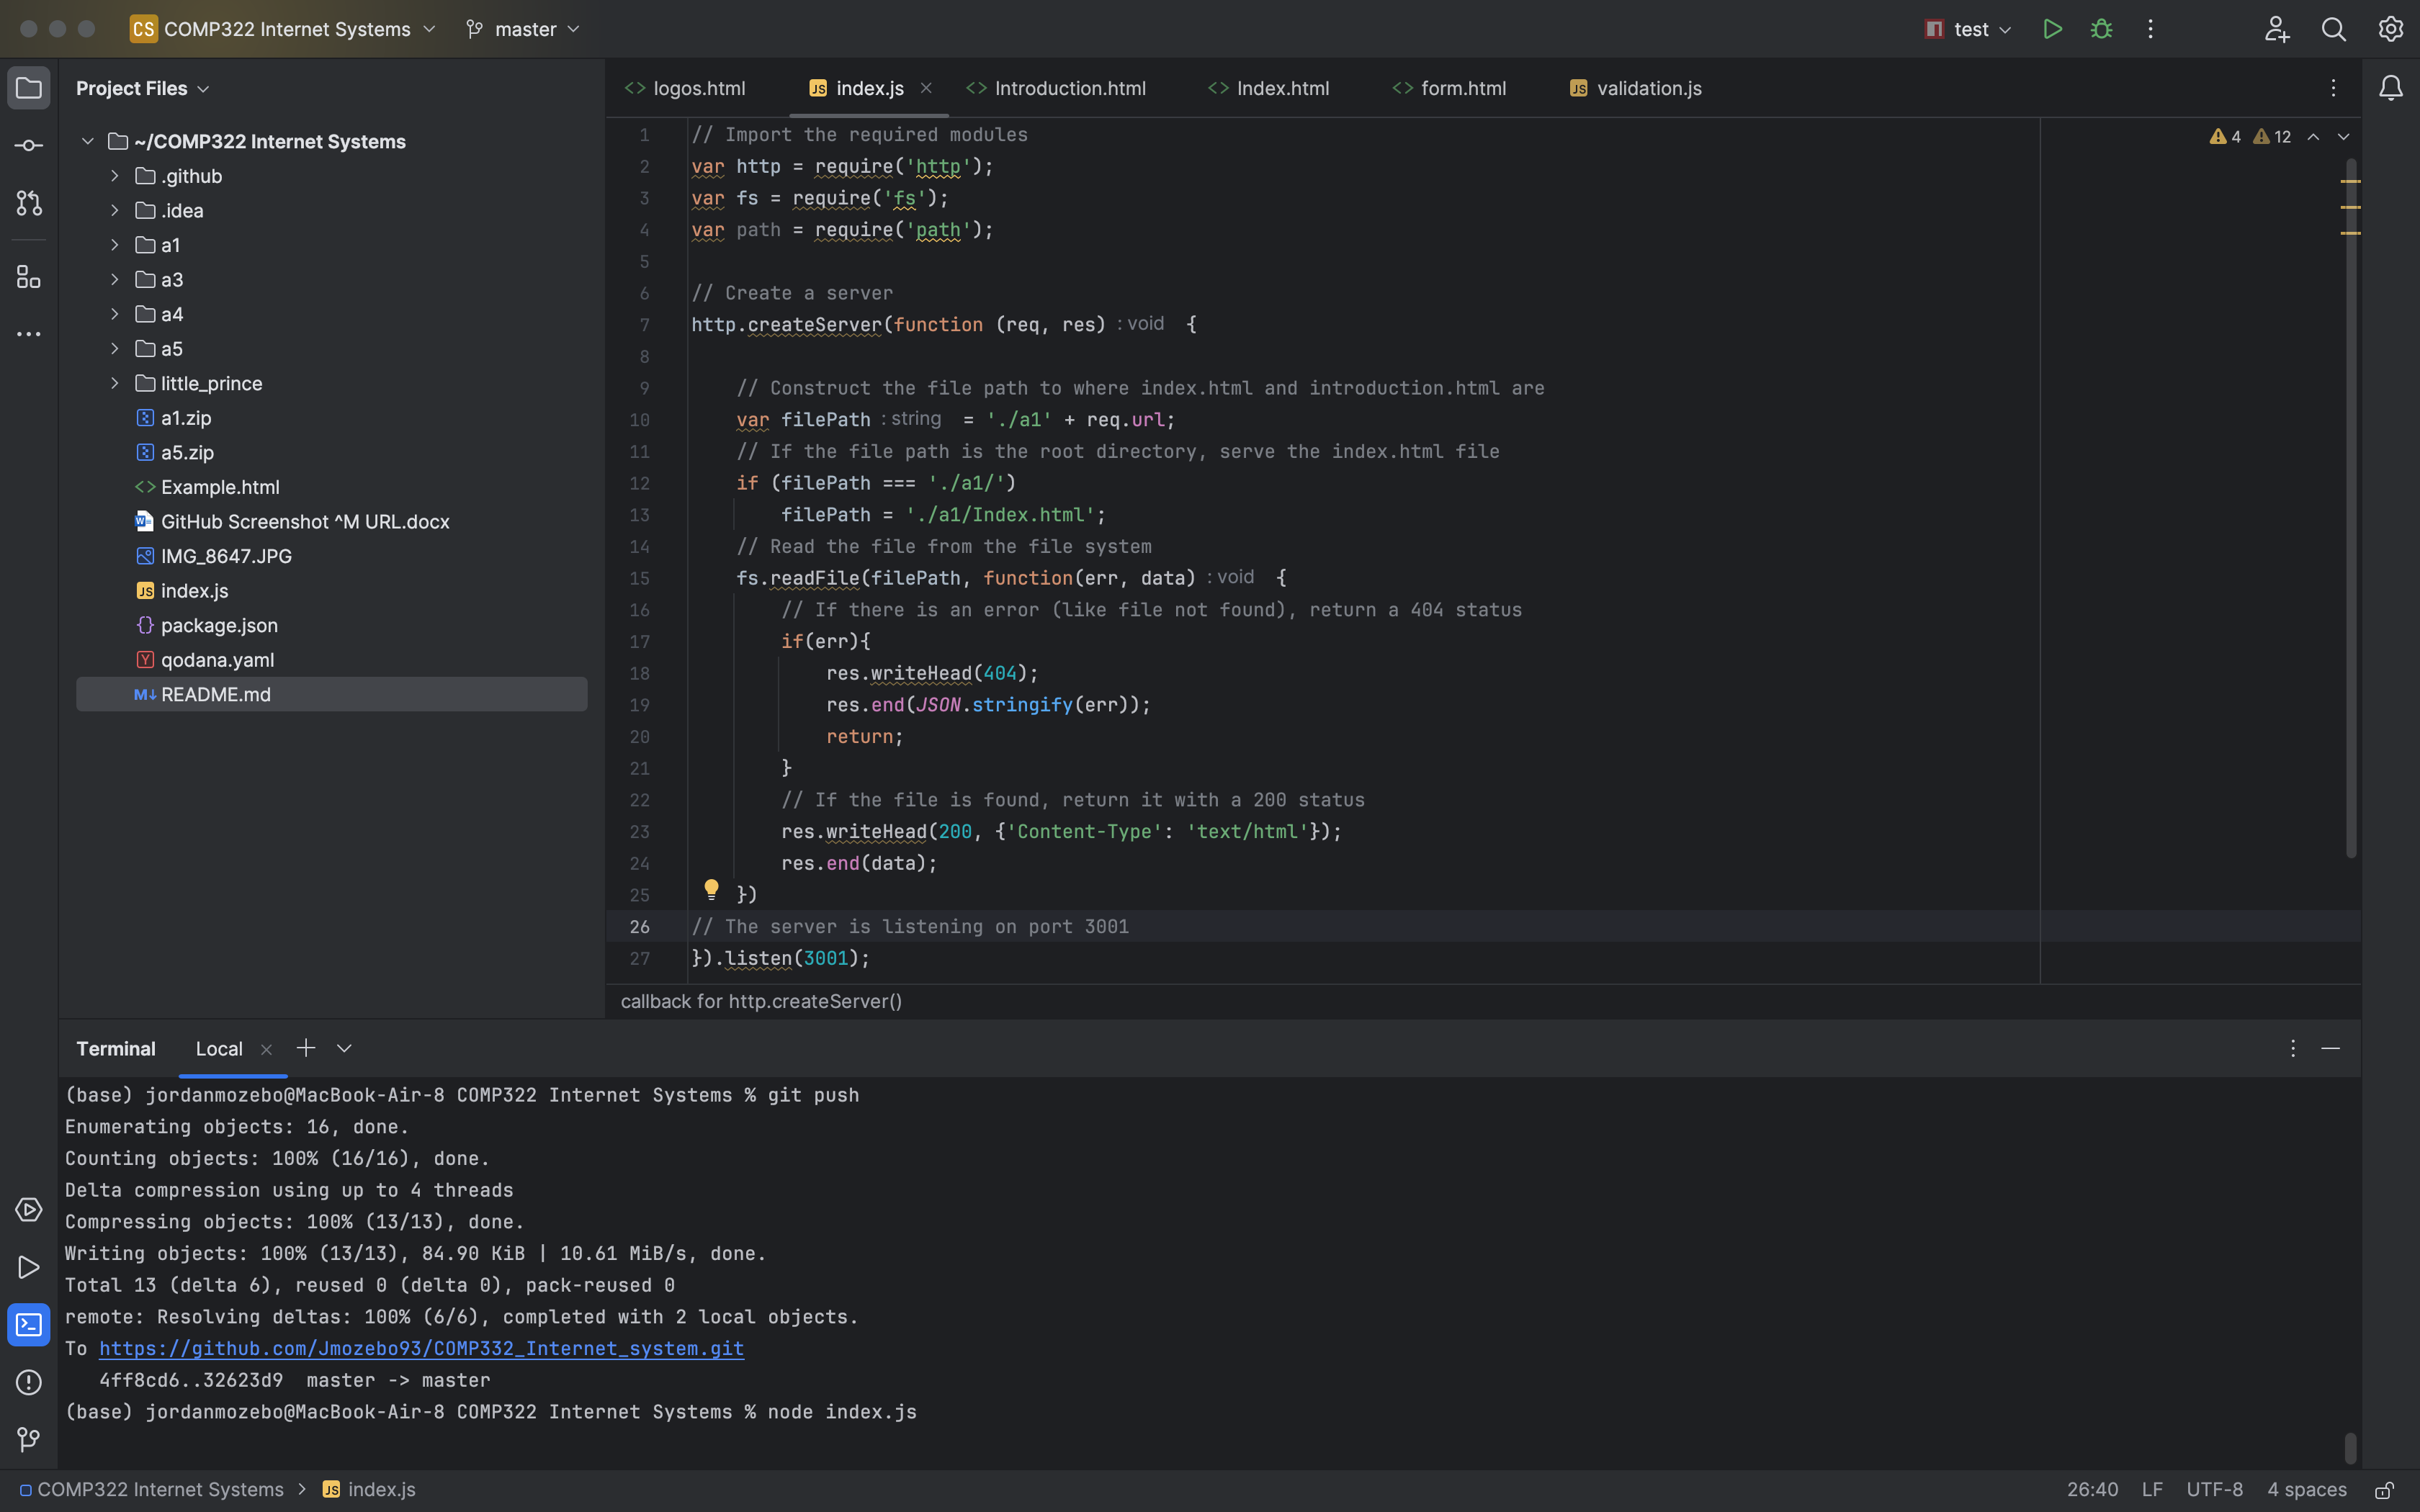 CS COMP322 Internet Systems master test
Project Files
~/COMP322 Internet Systems
.github
.idea
a1
a3
a4
a5
little_prince
a1.zip
a5.zip
Example.html
GitHub Screenshot ^M URL.docx
IMG_8647.JPG
JS index.js
package.json
Y qodana.yaml
M↓ README.md
logos.html JS index.js Introduction.html Index.html form.html JS validation.js
4 12
1 // Import the required modules
2 var http = require('http');
3 var fs = require('fs');
4 var path = require('path');
5
6 // Create a server
7 http.createServer(function (req, res) : void {
8
9 // Construct the file path to where index.html and introduction.html are
10 var filePath : string = './a1' + req.url;
11 // If the file path is the root directory, serve the index.html file
12 if (filePath === './a1/')
13 filePath = './a1/Index.html';
14 // Read the file from the file system
15 fs.readFile(filePath, function(err, data) : void {
16 // If there is an error (like file not found), return a 404 status
17 if(err){
18 res.writeHead(404);
19 res.end(JSON.stringify(err));
20 return;
21 }
22 // If the file is found, return it with a 200 status
23 res.writeHead(200, {'Content-Type': 'text/html'});
24 res.end(data);
25 })
26 // The server is listening on port 3001
27 }).listen(3001);
callback for http.createServer()
Terminal Local
(base) jordanmozebo@MacBook-Air-8 COMP322 Internet Systems % git push
Enumerating objects: 16, done.
Counting objects: 100% (16/16), done.
Delta compression using up to 4 threads
Compressing objects: 100% (13/13), done.
Writing objects: 100% (13/13), 84.90 KiB | 10.61 MiB/s, done.
Total 13 (delta 6), reused 0 (delta 0), pack-reused 0
remote: Resolving deltas: 100% (6/6), completed with 2 local objects.
To https://github.com/Jmozebo93/COMP332_Internet_system.git
4ff8cd6..32623d9 master -> master
(base) jordanmozebo@MacBook-Air-8 COMP322 Internet Systems % node index.js
COMP322 Internet Systems > JS index.js 26:40 LF UTF-8 4 spaces